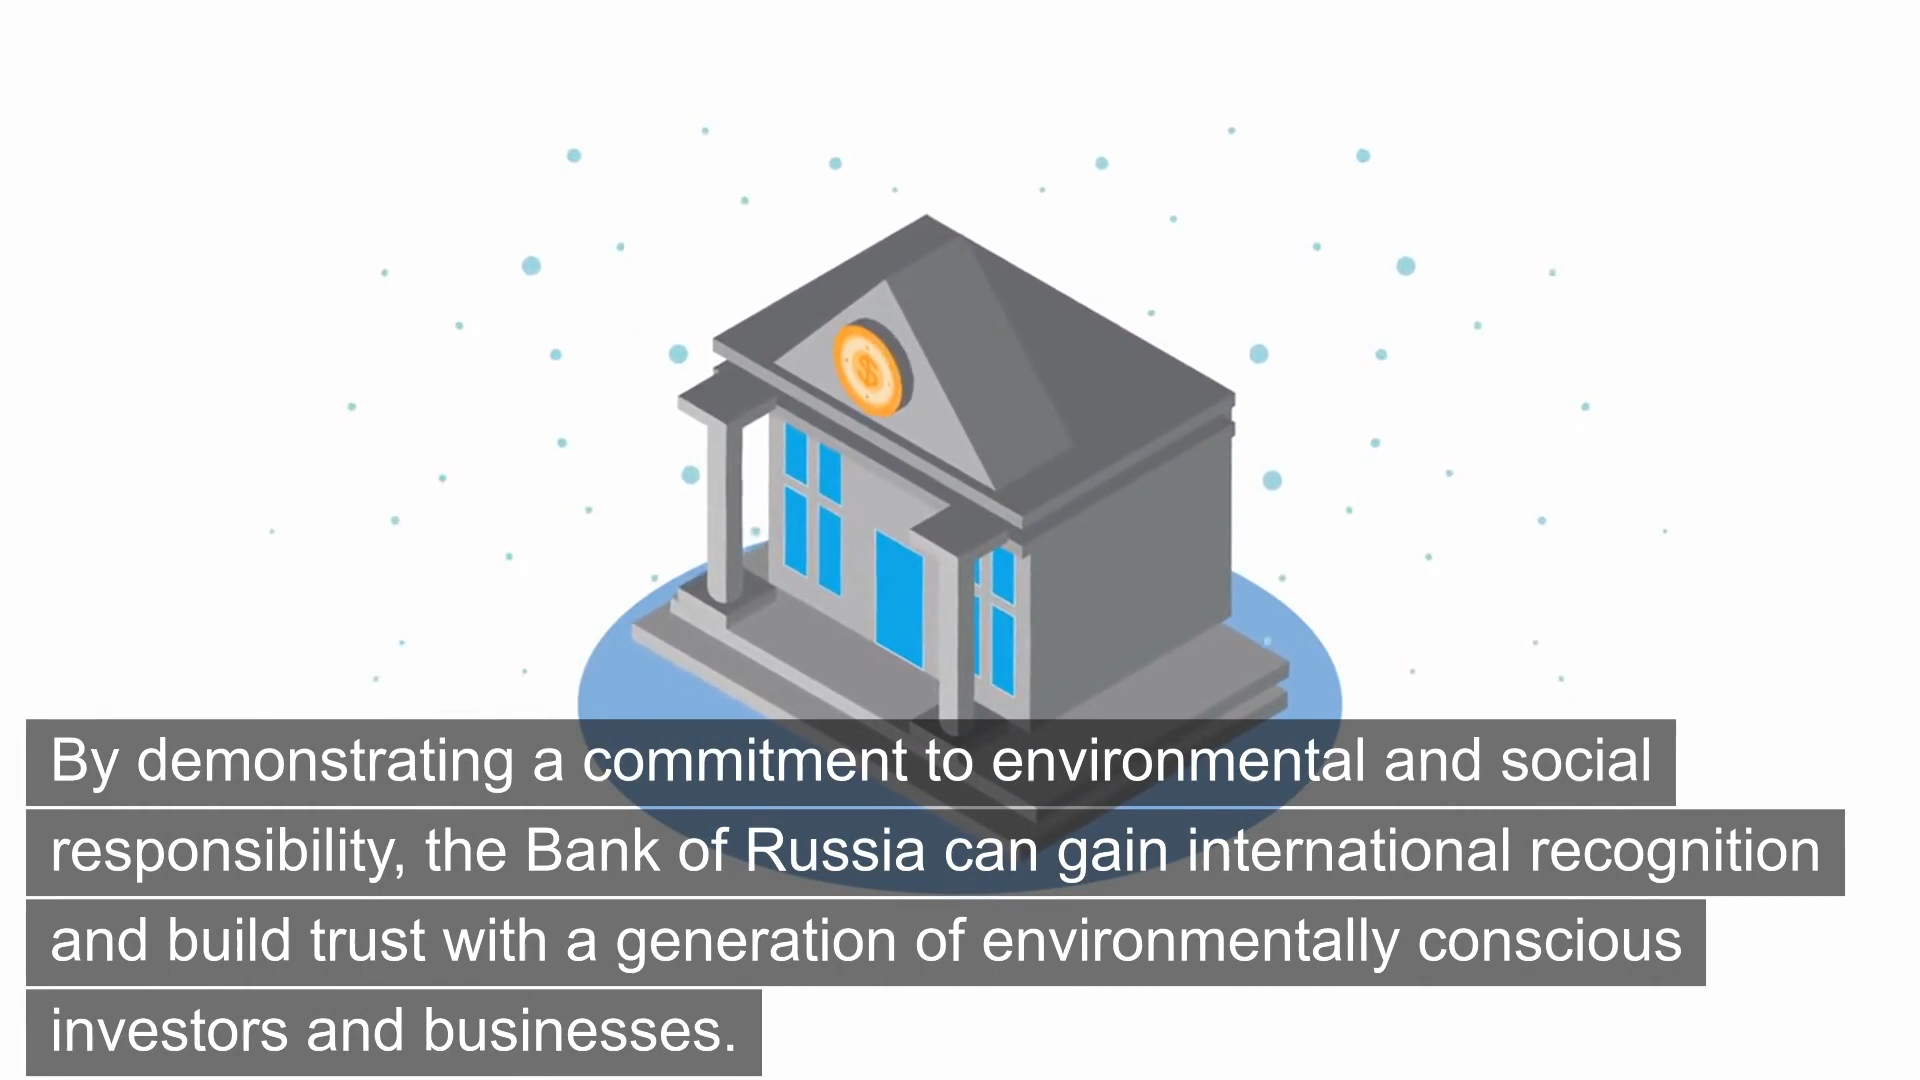 $
By demonstrating a commitment to environmental and social
responsibility, the Bank of Russia can gain international recognition
and build trust with a generation of environmentally conscious
investors and businesses.